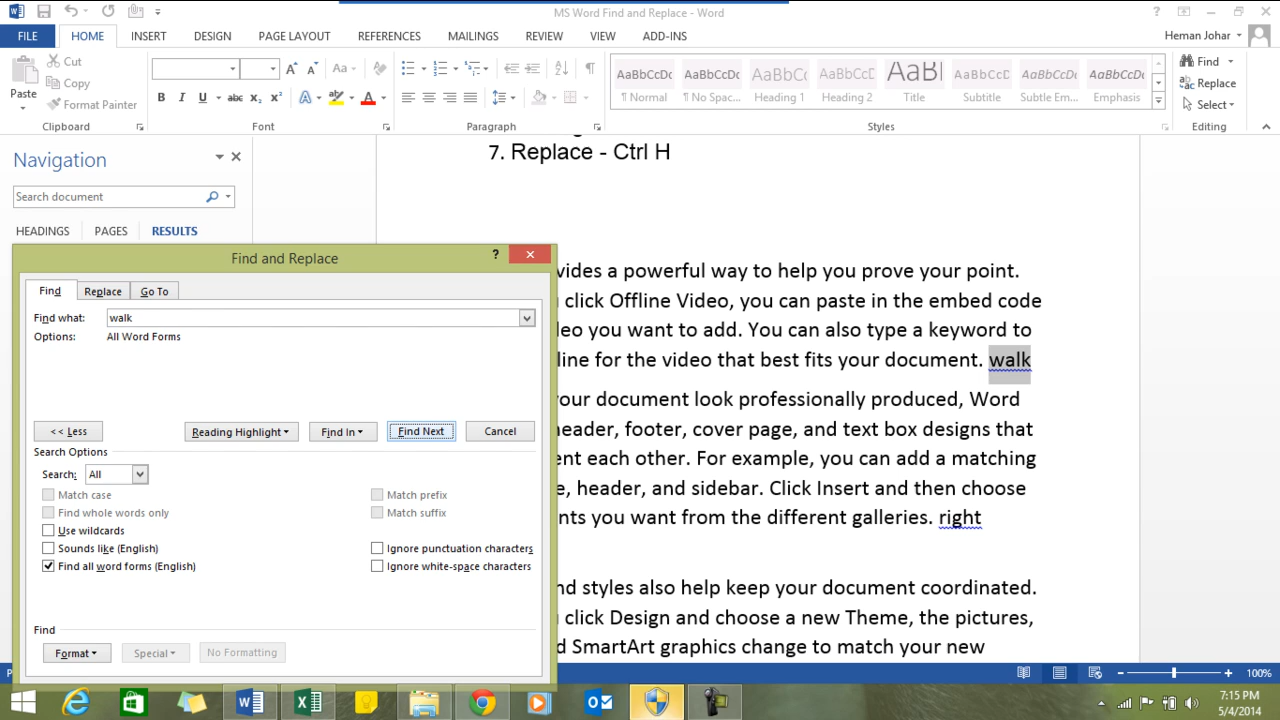 MS Word Find and Replace - Word
FILE HOME INSERT DESIGN PAGE LAYOUT REFERENCES MAILINGS REVIEW VIEW ADD-INS Heman Johar
Paste
Cut
Copy
Format Painter
Clipboard
Aa
B I U abc X₂ X²
A A
Font
Paragraph
AaBbCcDc AaBbCcDc AaBbCc AaBbCcDc AaBl AaBbCcDc AaBbCcDc AaBbCcDc
¶ Normal ¶ No Spac... Heading 1 Heading 2 Title Subtitle Subtle Em... Emphasis
Styles
Find
Replace
Select
Editing
Navigation
Search document
HEADINGS PAGES RESULTS
7. Replace - Ctrl H
vides a powerful way to help you prove your point.
click Offline Video, you can paste in the embed code
eo you want to add. You can also type a keyword to
line for the video that best fits your document. walk
your document look professionally produced, Word
header, footer, cover page, and text box designs that
ent each other. For example, you can add a matching
e, header, and sidebar. Click Insert and then choose
nts you want from the different galleries. right
nd styles also help keep your document coordinated.
click Design and choose a new Theme, the pictures,
d SmartArt graphics change to match your new
Find and Replace
? 
Find Replace Go To
Find what: walk
Options: All Word Forms
<< Less Reading Highlight Find In Find Next Cancel
Search Options
Search: All
Match case
Find whole words only
Use wildcards
Sounds like (English)
Find all word forms (English)
Match prefix
Match suffix
Ignore punctuation characters
Ignore white-space characters
Find
Format Special No Formatting
100%
7:15 PM
5/4/2014